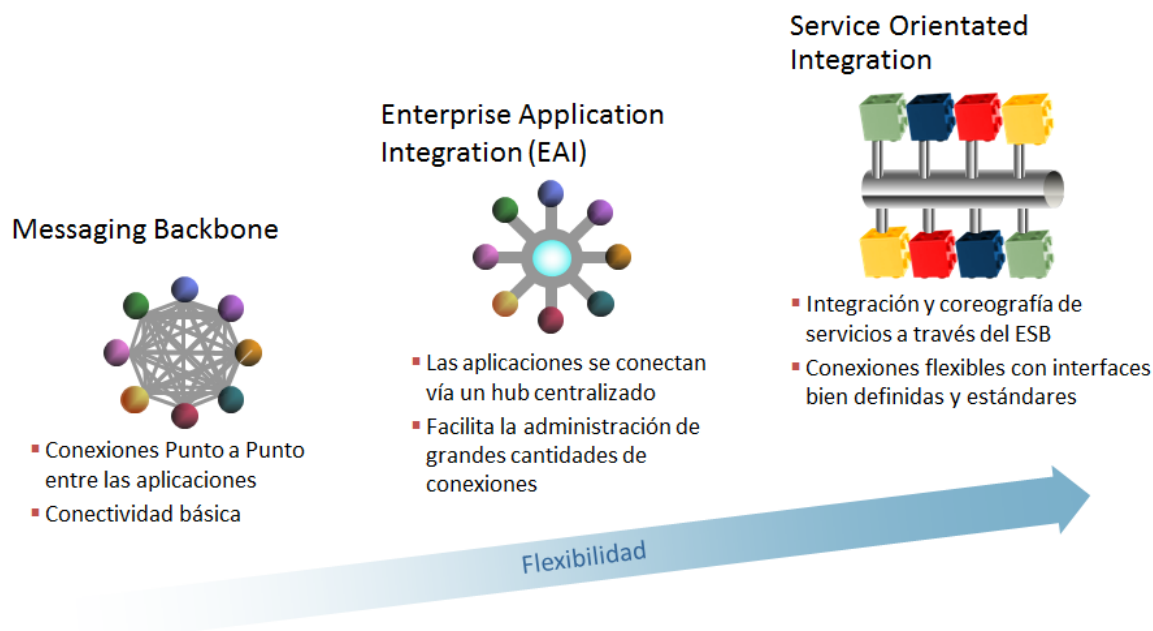 Messaging Backbone
▪ Conexiones Punto a Punto
entre las aplicaciones
▪ Conectividad básica
Enterprise Application
Integration (EAI)
▪ Las aplicaciones se conectan
vía un hub centralizado
▪ Facilita la administración de
grandes cantidades de
conexiones
Service Orientated
Integration
▪ Integración y coreografía de
servicios a través del ESB
▪ Conexiones flexibles con interfaces
bien definidas y estándares
Flexibilidad